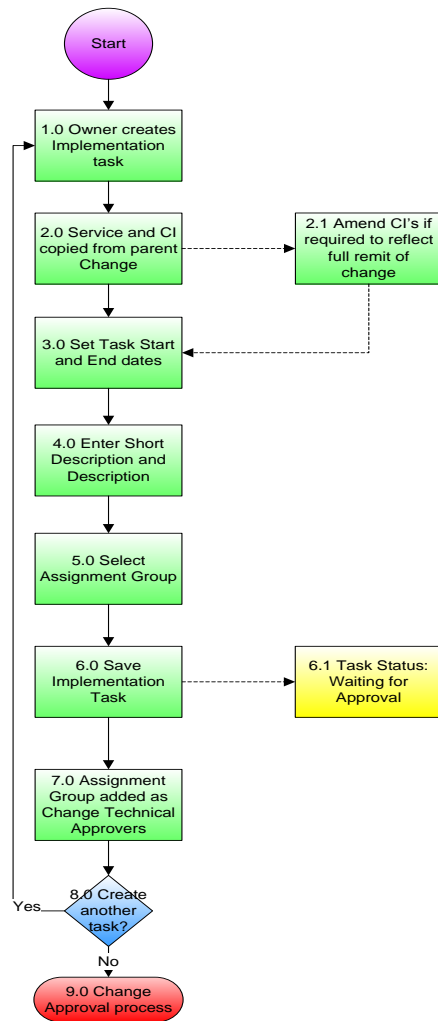 Start
1.0 Owner creates
Implementation
task
2.0 Service and CI
copied from parent
Change
2.1 Amend CI's if
required to reflect
full remit of
change
3.0 Set Task Start
and End dates
4.0 Enter Short
Description and
Description
5.0 Select
Assignment Group
6.0 Save
Implementation
Task
6.1 Task Status:
Waiting for
Approval
7.0 Assignment
Group added as
Change Technical
Approvers
8.0 Create
another
task?
Yes
No
9.0 Change
Approval process